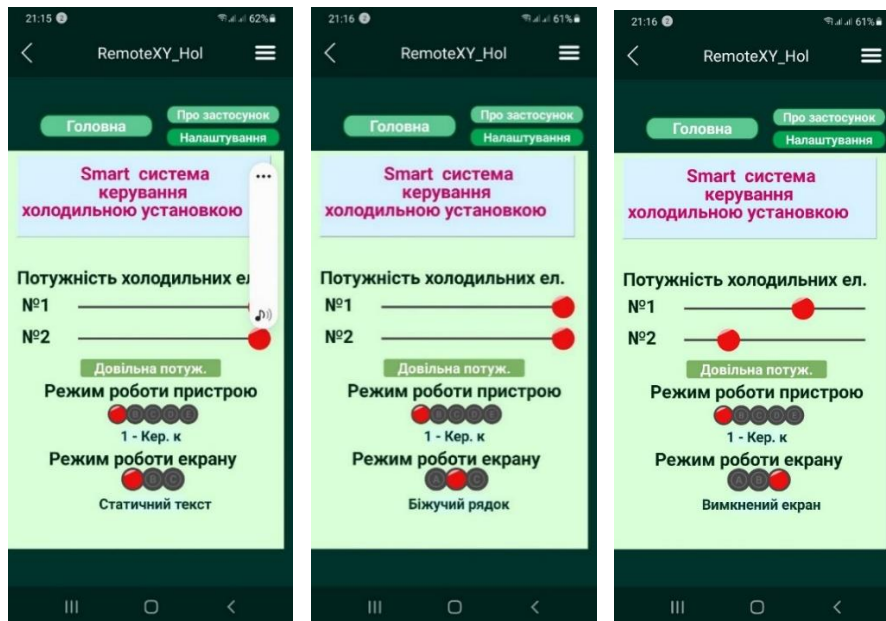 21:15 2 62%
RemoteXY_Hol
Головна
Про застосунок
Налаштування
Smart система
керування
холодильною установкою
Потужність холодильних ел
№1
№2
Довільна потуж.
Режим роботи пристрою
B C D E
1 - Кер. к
Режим роботи екрану
B C
Статичний текст
21:16 2 61%
RemoteXY_Hol
Головна
Про застосунок
Налаштування
Smart система
керування
холодильною установкою
Потужність холодильних ел.
№1
№2
Довільна потуж.
Режим роботи пристрою
B C D E
1 - Кер. к
Режим роботи екрану
A C
Біжучий рядок
21:16 2 61%
RemoteXY_Hol
Головна
Про застосунок
Налаштування
Smart система
керування
холодильною установкою
Потужність холодильних ел.
№1
№2
Довільна потуж.
Режим роботи пристрою
B C D E
1 - Кер. к
Режим роботи екрану
A B
Вимкнений екран